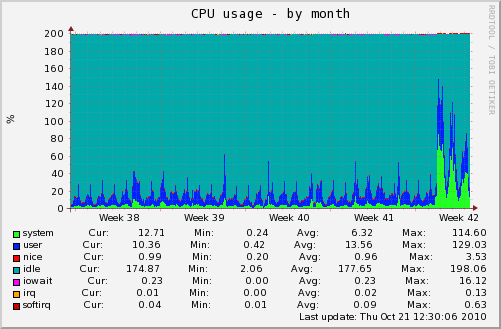 CPU usage - by month
RRDTOOL / TOBI OETIKER
200
180
160
140
120
100
80
60
40
20
0
%
Week 38 Week 39 Week 40 Week 41 Week 42
system Cur: 12.71 Min: 0.24 Avg: 6.32 Max: 114.60
user Cur: 10.36 Min: 0.42 Avg: 13.56 Max: 129.03
nice Cur: 0.99 Min: 0.20 Avg: 0.96 Max: 3.53
idle Cur: 174.87 Min: 2.06 Avg: 177.65 Max: 198.06
iowait Cur: 0.23 Min: 0.00 Avg: 0.23 Max: 16.12
irq Cur: 0.01 Min: 0.00 Avg: 0.02 Max: 0.13
softirq Cur: 0.04 Min: 0.01 Avg: 0.09 Max: 0.63
Last update: Thu Oct 21 12:30:06 2010